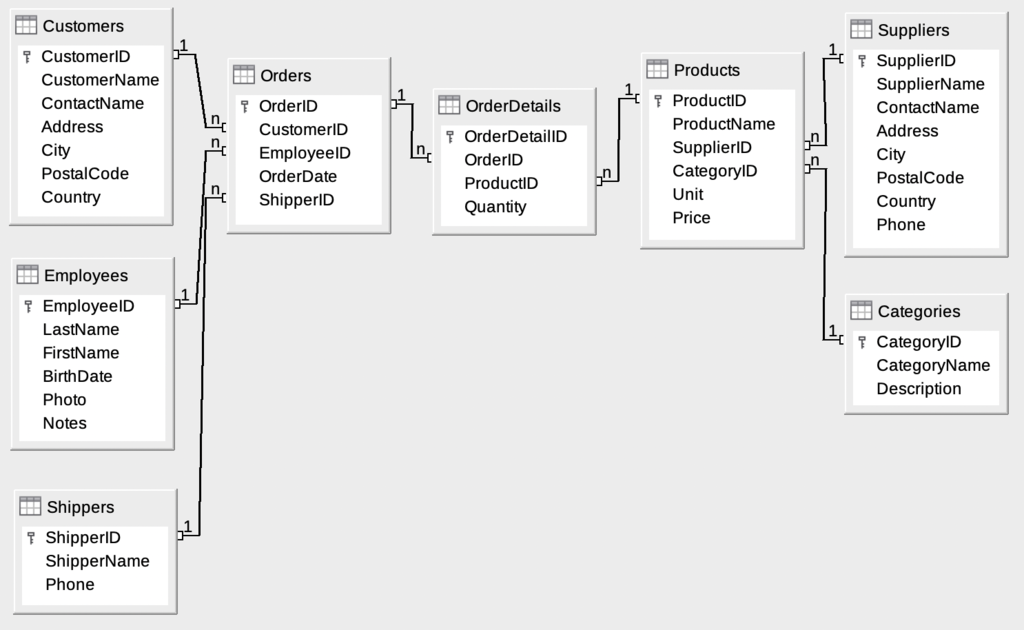 Customers
CustomerID
CustomerName
ContactName
Address
City
PostalCode
Country
1
n
n
n
Orders
OrderID
CustomerID
EmployeeID
OrderDate
ShipperID
1
n
OrderDetails
OrderDetailID
OrderID
ProductID
Quantity
1
n
Products
ProductID
ProductName
SupplierID
CategoryID
Unit
Price
1
n
n
1
Suppliers
SupplierID
SupplierName
ContactName
Address
City
PostalCode
Country
Phone
Employees
EmployeeID
LastName
FirstName
BirthDate
Photo
Notes
1
Categories
CategoryID
CategoryName
Description
Shippers
ShipperID
ShipperName
Phone
1